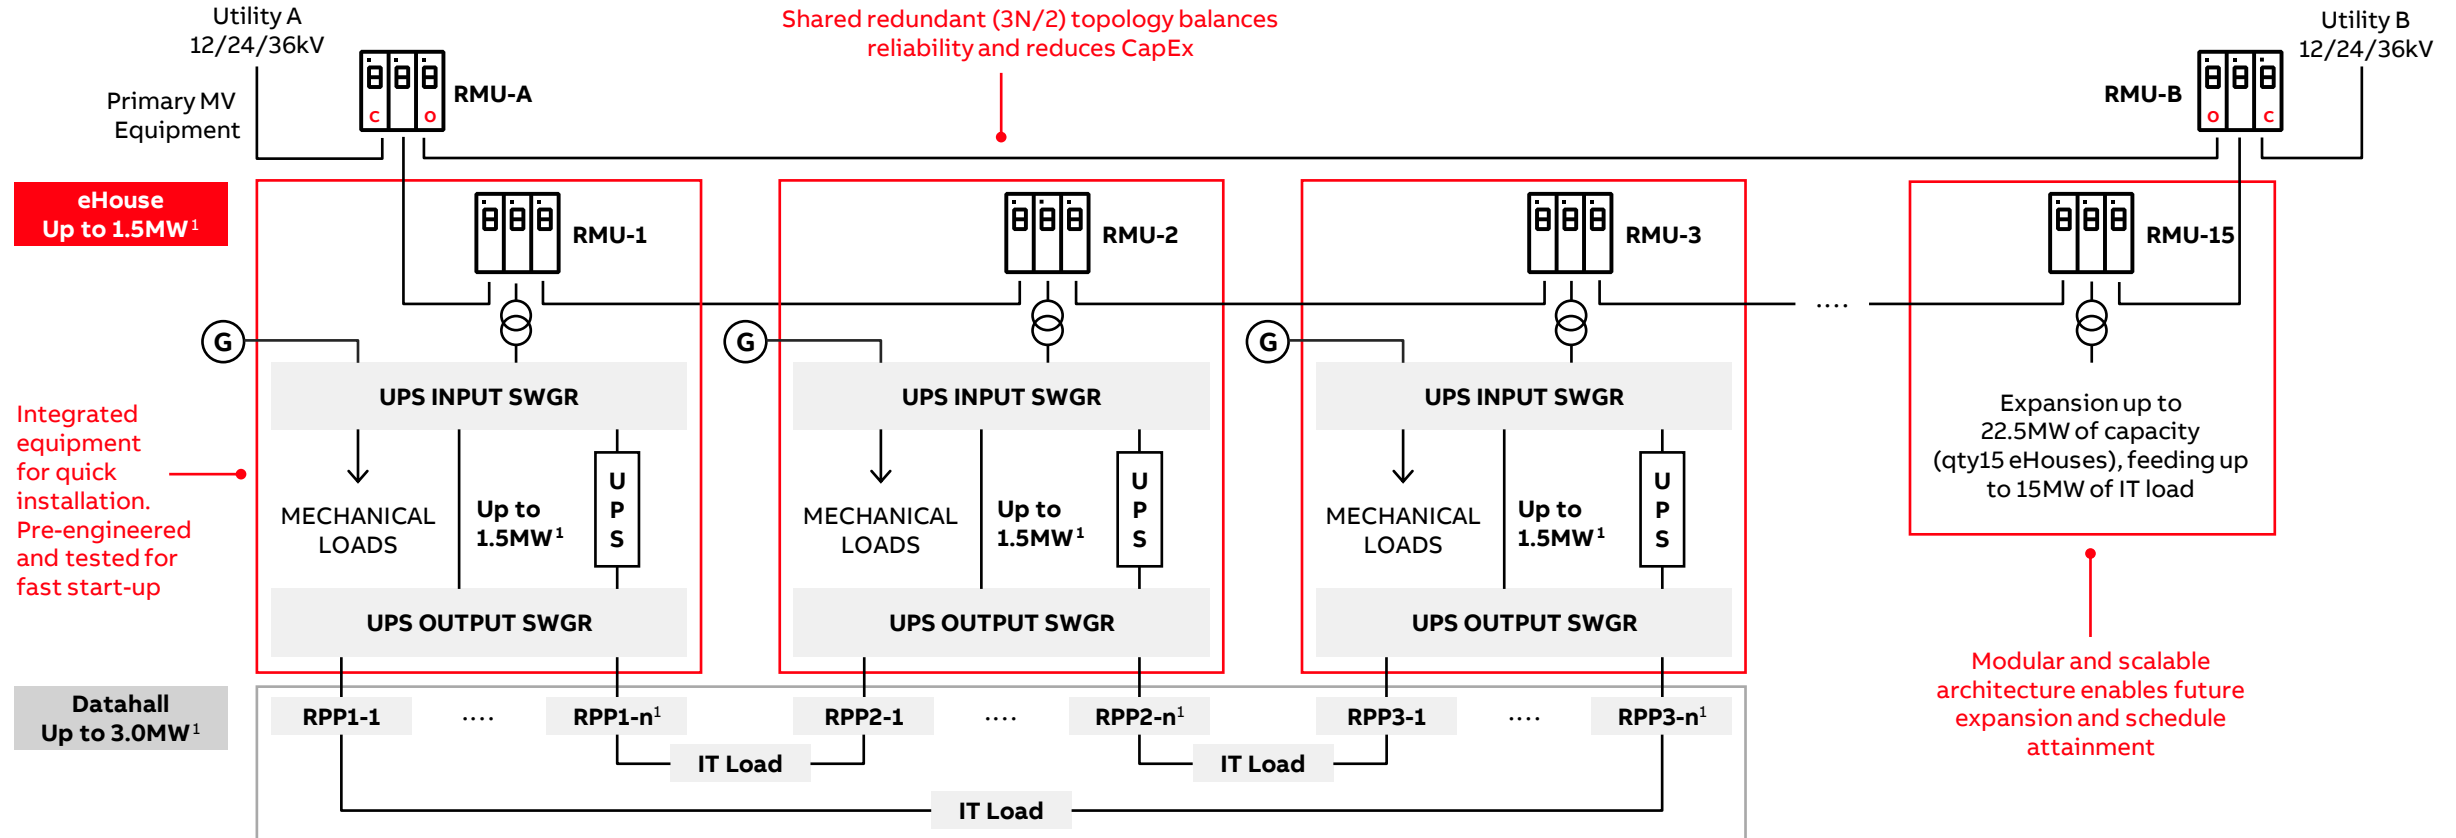 Utility A
12/24/36kV
Shared redundant (3N/2) topology balances
reliability and reduces CapEx
Utility B
12/24/36kV
Primary MV
Equipment
C
O
RMU-A
RMU-B
O
C
eHouse
Up to 1.5MW¹
RMU-1
RMU-2
RMU-3
RMU-15
....
G
G
G
UPS INPUT SWGR
UPS INPUT SWGR
UPS INPUT SWGR
Integrated
equipment
for quick
installation.
Pre-engineered
and tested for
fast start-up
MECHANICAL
LOADS
Up to
1.5MW¹
U
P
S
MECHANICAL
LOADS
Up to
1.5MW¹
U
P
S
MECHANICAL
LOADS
Up to
1.5MW¹
U
P
S
Expansion up to
22.5MW of capacity
(qty15 eHouses), feeding up
to 15MW of IT load
UPS OUTPUT SWGR
UPS OUTPUT SWGR
UPS OUTPUT SWGR
Modular and scalable
architecture enables future
expansion and schedule
attainment
Datahall
Up to 3.0MW¹
RPP1-1
....
RPP1-n¹
RPP2-1
....
RPP2-n¹
RPP3-1
....
RPP3-n¹
IT Load
IT Load
IT Load